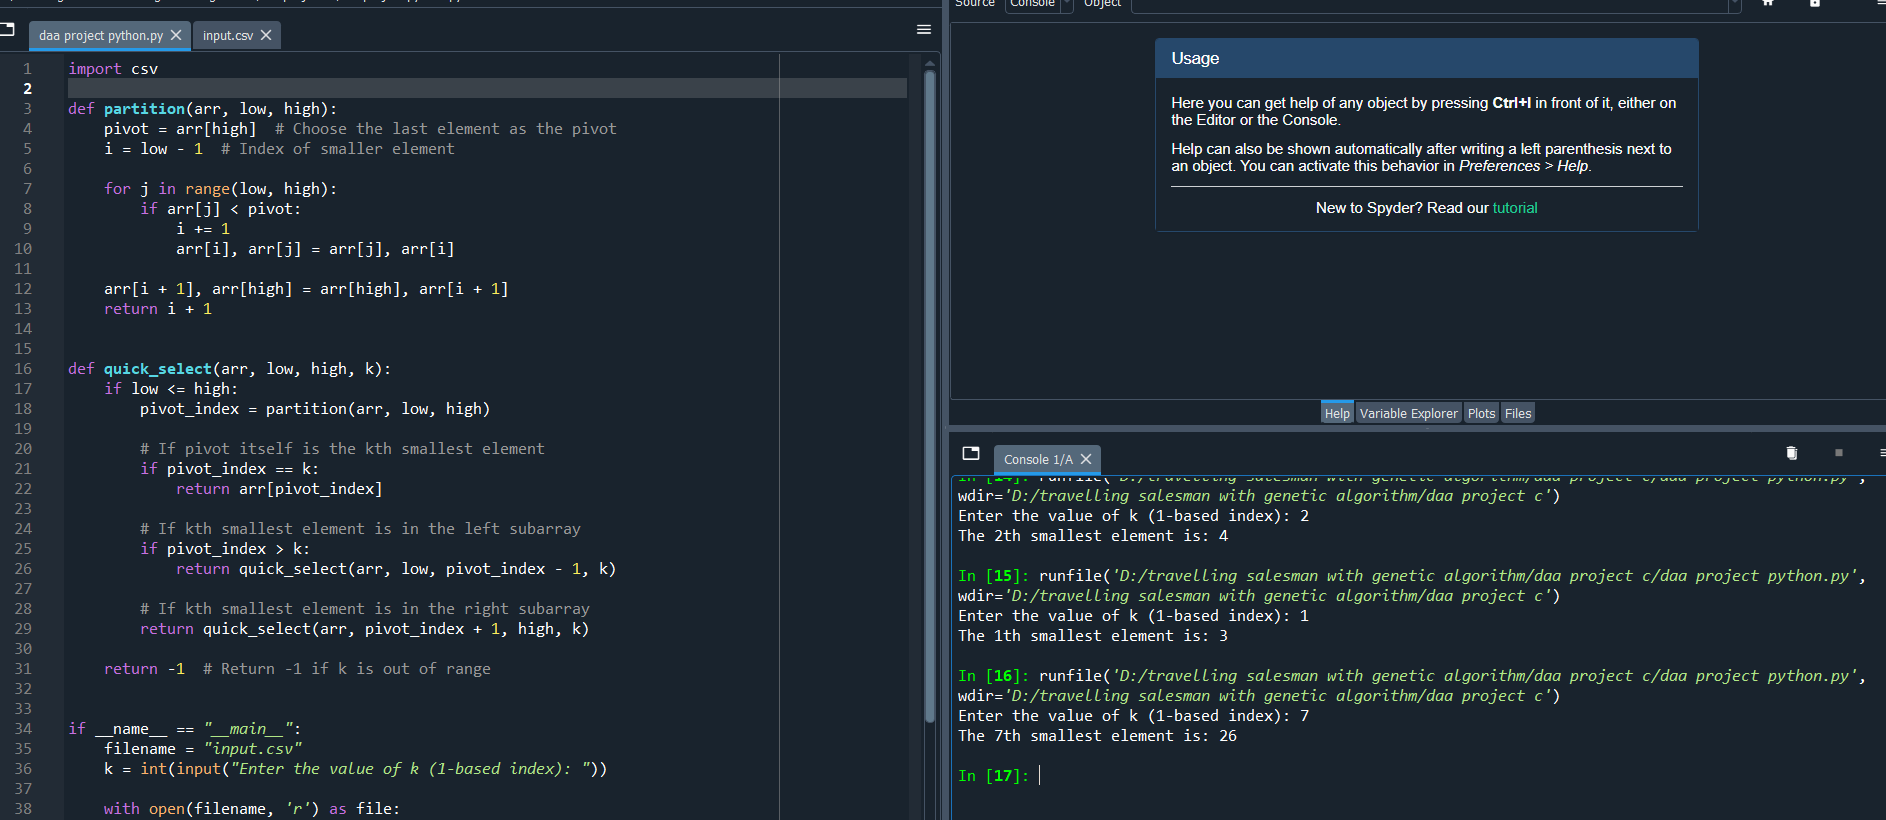 daa project python.py
input.csv
1 import csv
2
3 def partition(arr, low, high):
4 pivot = arr[high]  # Choose the last element as the pivot
5 i = low - 1  # Index of smaller element
6
7 for j in range(low, high):
8 if arr[j] < pivot:
9 i += 1
10 arr[i], arr[j] = arr[j], arr[i]
11
12 arr[i + 1], arr[high] = arr[high], arr[i + 1]
13 return i + 1
14
15
16 def quick_select(arr, low, high, k):
17 if low <= high:
18 pivot_index = partition(arr, low, high)
19
20 # If pivot itself is the kth smallest element
21 if pivot_index == k:
22 return arr[pivot_index]
23
24 # If kth smallest element is in the left subarray
25 if pivot_index > k:
26 return quick_select(arr, low, pivot_index - 1, k)
27
28 # If kth smallest element is in the right subarray
29 return quick_select(arr, pivot_index + 1, high, k)
30
31 return -1  # Return -1 if k is out of range
32
33
34 if __name__ == "__main__":
35 filename = "input.csv"
36 k = int(input("Enter the value of k (1-based index): "))
37
38 with open(filename, 'r') as file:
Source Console Object
Usage
Here you can get help of any object by pressing Ctrl+I in front of it, either on
the Editor or the Console.
Help can also be shown automatically after writing a left parenthesis next to
an object. You can activate this behavior in Preferences > Help.
New to Spyder? Read our tutorial
Help Variable Explorer Plots Files
Console 1/A
In [14]: runfile('D:/travelling salesman with genetic algorithm/daa project c/daa project python.py',
wdir='D:/travelling salesman with genetic algorithm/daa project c')
Enter the value of k (1-based index): 2
The 2th smallest element is: 4
In [15]: runfile('D:/travelling salesman with genetic algorithm/daa project c/daa project python.py',
wdir='D:/travelling salesman with genetic algorithm/daa project c')
Enter the value of k (1-based index): 1
The 1th smallest element is: 3
In [16]: runfile('D:/travelling salesman with genetic algorithm/daa project c/daa project python.py',
wdir='D:/travelling salesman with genetic algorithm/daa project c')
Enter the value of k (1-based index): 7
The 7th smallest element is: 26
In [17]: